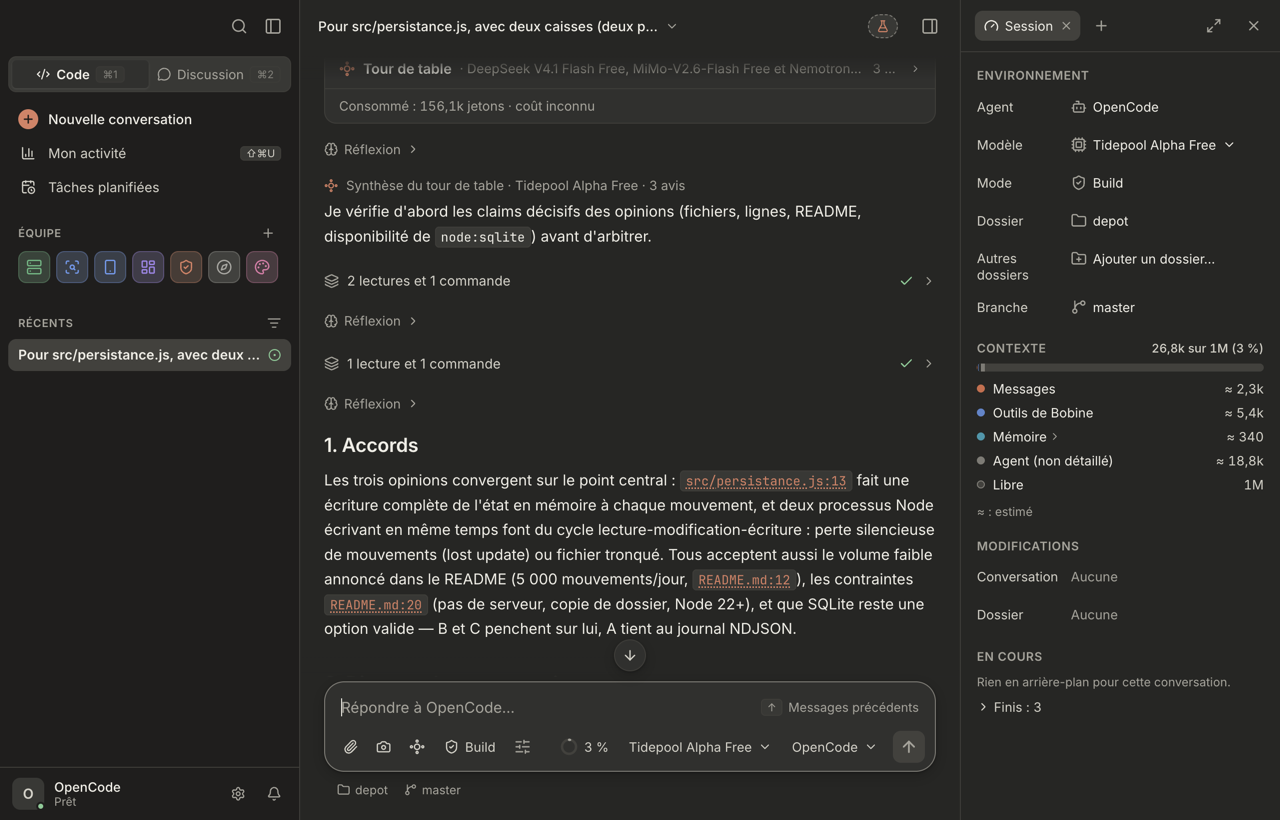 Code ⌘1
Discussion ⌘2
Nouvelle conversation
Mon activité ⇧⌘U
Tâches planifiées
ÉQUIPE
RÉCENTS
Pour src/persistance.js, avec deux ...
O
OpenCode
Prêt
Pour src/persistance.js, avec deux caisses (deux p...
Tour de table · DeepSeek V4.1 Flash Free, MiMo-V2.6-Flash Free et Nemotron... 3 ...
Consommé : 156,1k jetons · coût inconnu
Réflexion
Synthèse du tour de table · Tidepool Alpha Free · 3 avis
Je vérifie d'abord les claims décisifs des opinions (fichiers, lignes, README,
disponibilité de node:sqlite) avant d'arbitrer.
2 lectures et 1 commande
Réflexion
1 lecture et 1 commande
Réflexion
1. Accords
Les trois opinions convergent sur le point central : src/persistance.js:13 fait une
écriture complète de l'état en mémoire à chaque mouvement, et deux processus Node
écrivant en même temps font du cycle lecture-modification-écriture : perte silencieuse
de mouvements (lost update) ou fichier tronqué. Tous acceptent aussi le volume faible
annoncé dans le README (5 000 mouvements/jour, README.md:12), les contraintes
README.md:20 (pas de serveur, copie de dossier, Node 22+), et que SQLite reste une
option valide — B et C penchent sur lui, A tient au journal NDJSON.
Répondre à OpenCode...
Messages précédents
Build
3 %
Tidepool Alpha Free
OpenCode
depot
master
Session
ENVIRONNEMENT
Agent OpenCode
Modèle Tidepool Alpha Free
Mode Build
Dossier depot
Autres Ajouter un dossier...
dossiers
Branche master
CONTEXTE 26,8k sur 1M (3 %)
Messages ≈ 2,3k
Outils de Bobine ≈ 5,4k
Mémoire ≈ 340
Agent (non détaillé) ≈ 18,8k
Libre 1M
≈ : estimé
MODIFICATIONS
Conversation Aucune
Dossier Aucune
EN COURS
Rien en arrière-plan pour cette conversation.
Finis : 3